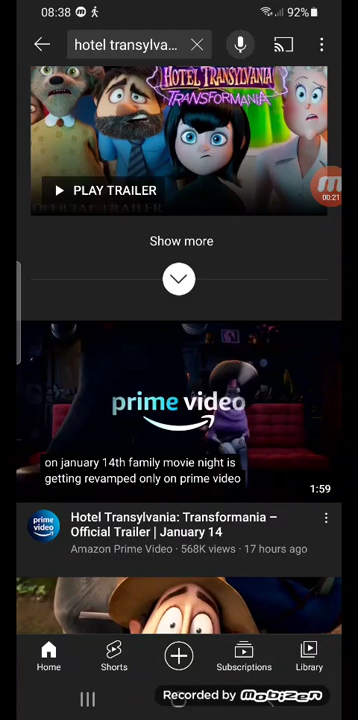 08:38
92%
hotel transylva...
HOTEL TRANSYLVANIA
TRANSFORMANIA
PLAY TRAILER
00:21
Show more
prime video
on january 14th family movie night is
getting revamped only on prime video
1:59
prime
video
Hotel Transylvania: Transformania –
Official Trailer | January 14
Amazon Prime Video · 568K views · 17 hours ago
Home
Shorts
Subscriptions
Library
Recorded by mobizen